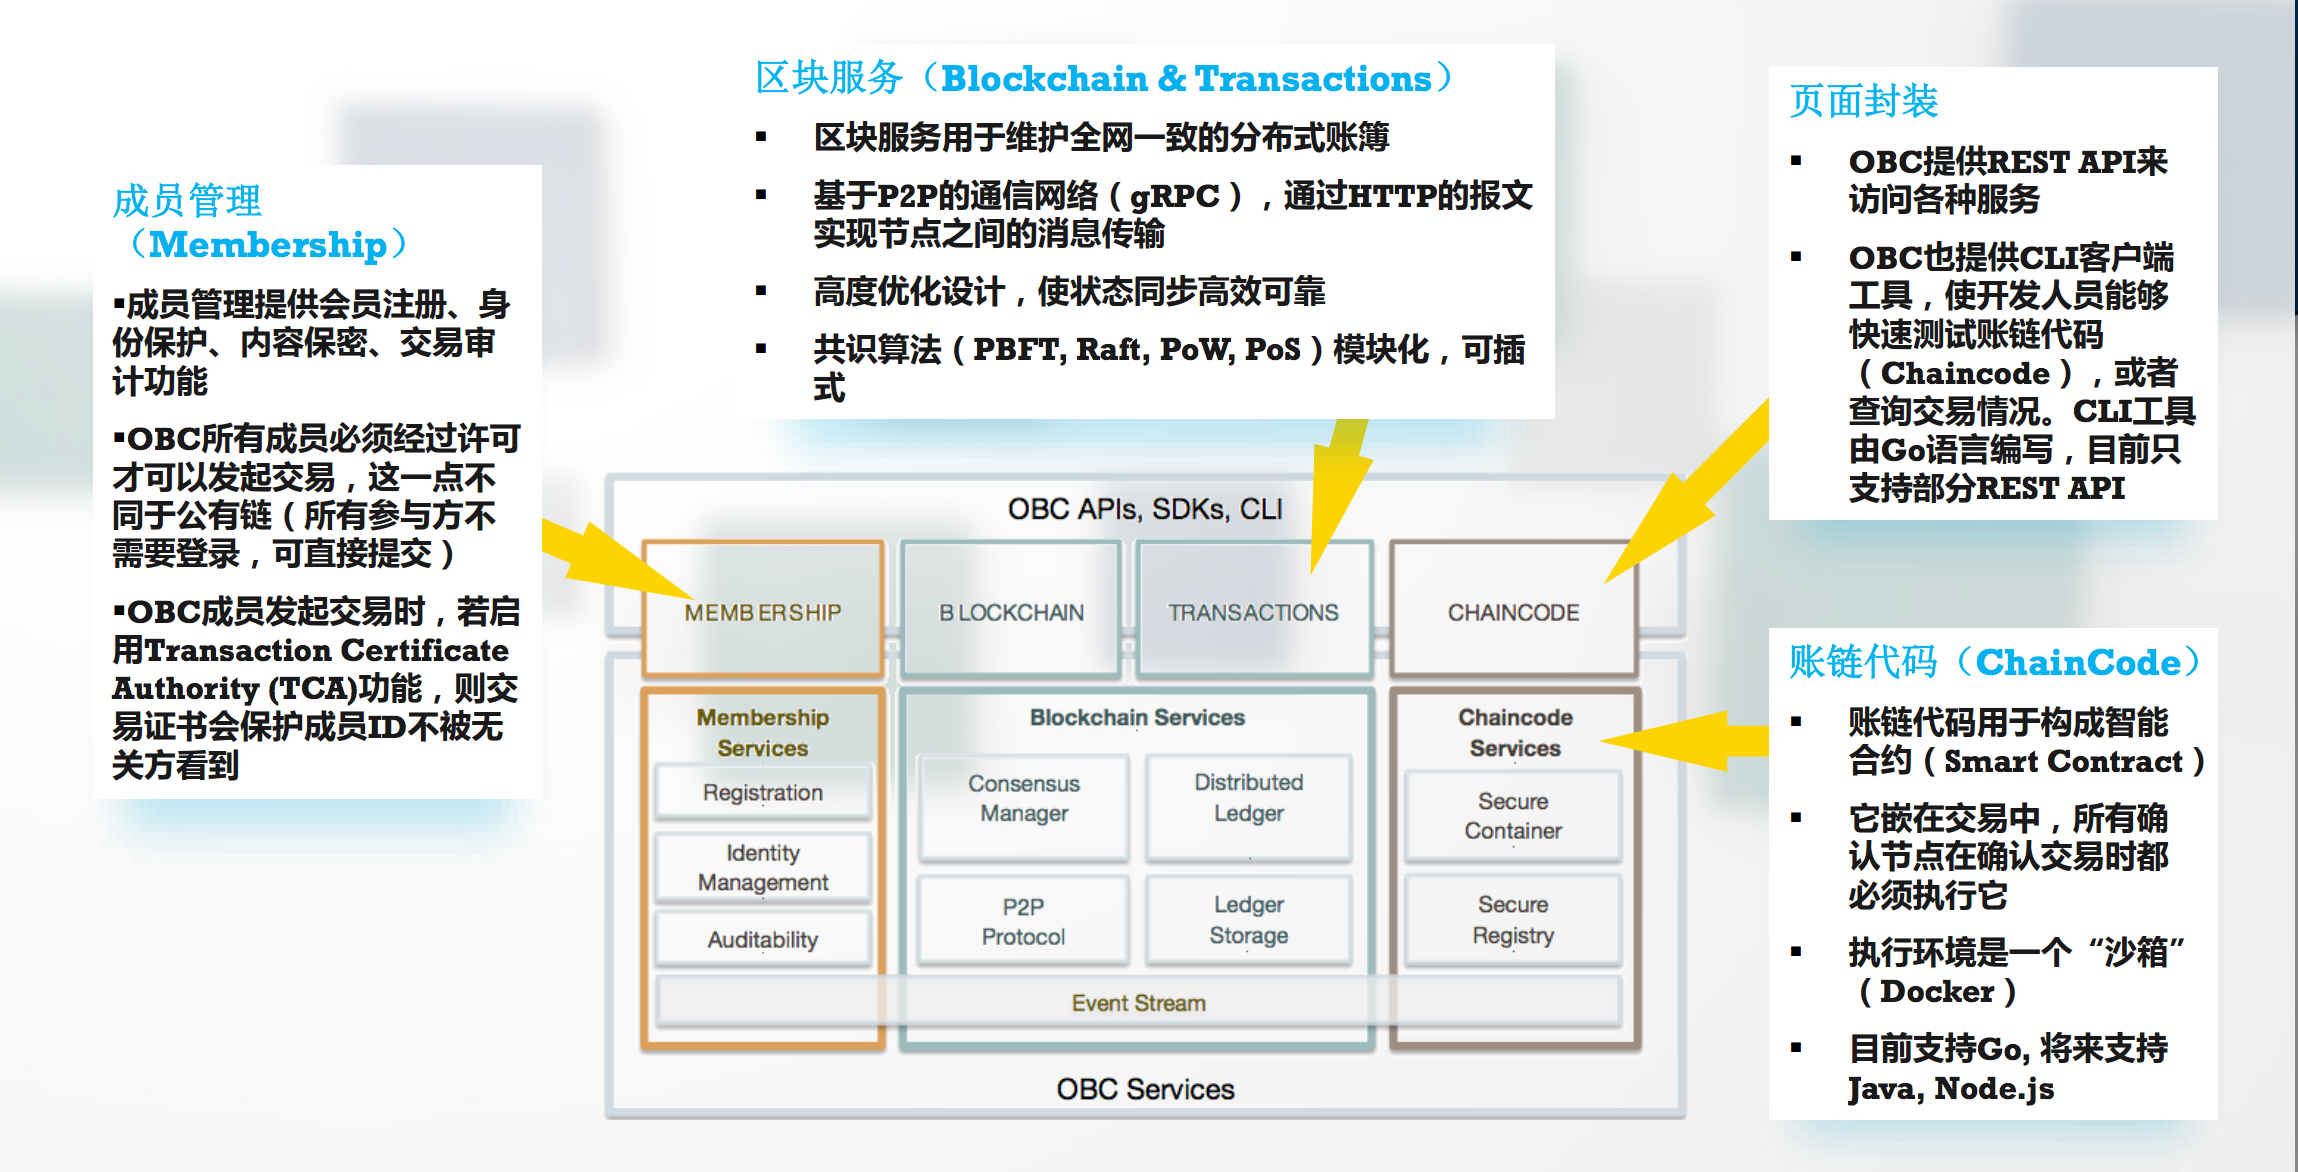 成员管理
（Membership）
▪成员管理提供会员注册、身
份保护、内容保密、交易审
计功能
▪OBC所有成员必须经过许可
才可以发起交易，这一点不
同于公有链（所有参与方不
需要登录，可直接提交）
▪OBC成员发起交易时，若启
用Transaction Certificate
Authority (TCA)功能，则交
易证书会保护成员ID不被无
关方看到
区块服务（Blockchain & Transactions）
▪ 区块服务用于维护全网一致的分布式账簿
▪ 基于P2P的通信网络（gRPC），通过HTTP的报文
实现节点之间的消息传输
▪ 高度优化设计，使状态同步高效可靠
▪ 共识算法（PBFT, Raft, PoW, PoS）模块化，可插
式
页面封装
▪ OBC提供REST API来
访问各种服务
▪ OBC也提供CLI客户端
工具，使开发人员能够
快速测试账链代码
（Chaincode），或者
查询交易情况。CLI工具
由Go语言编写，目前只
支持部分REST API
账链代码（ChainCode）
▪ 账链代码用于构成智能
合约（Smart Contract）
▪ 它嵌在交易中，所有确
认节点在确认交易时都
必须执行它
▪ 执行环境是一个“沙箱”
（Docker）
▪ 目前支持Go, 将来支持
Java, Node.js
OBC APIs, SDKs, CLI
MEMBERSHIP
BLOCKCHAIN
TRANSACTIONS
CHAINCODE
Membership
Services
Registration
Identity
Management
Auditability
Blockchain Services
Consensus
Manager
Distributed
Ledger
P2P
Protocol
Ledger
Storage
Chaincode
Services
Secure
Container
Secure
Registry
Event Stream
OBC Services